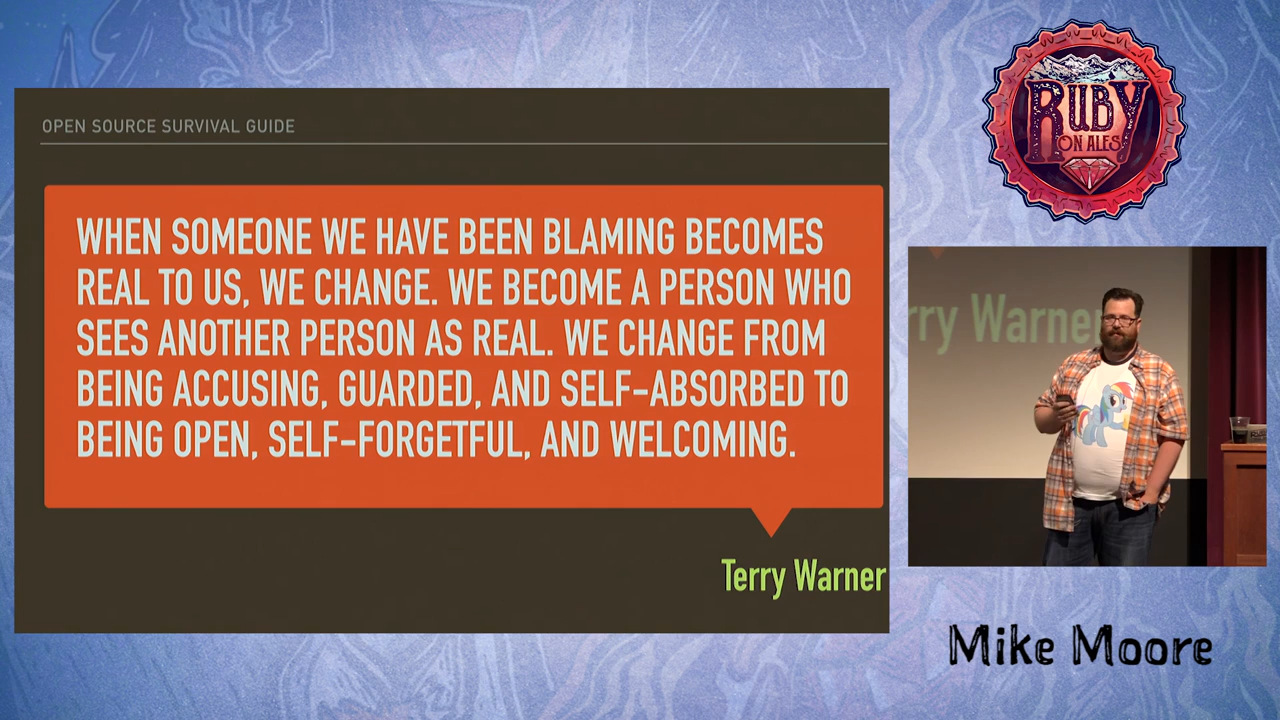 OPEN SOURCE SURVIVAL GUIDE
WHEN SOMEONE WE HAVE BEEN BLAMING BECOMES
REAL TO US, WE CHANGE. WE BECOME A PERSON WHO
SEES ANOTHER PERSON AS REAL. WE CHANGE FROM
BEING ACCUSING, GUARDED, AND SELF-ABSORBED TO
BEING OPEN, SELF-FORGETFUL, AND WELCOMING.
Terry Warner
RUBY
ON ALES
rry Warner
Mike Moore